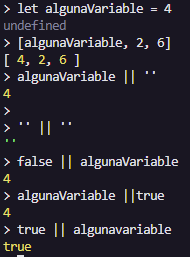 > let algunaVariable = 4
undefined
> [algunaVariable, 2, 6]
[ 4, 2, 6 ]
> algunaVariable || ''
4
>
> '' || ''
''
> false || algunaVariable
4
> algunaVariable ||true
4
> true || algunavariable
true